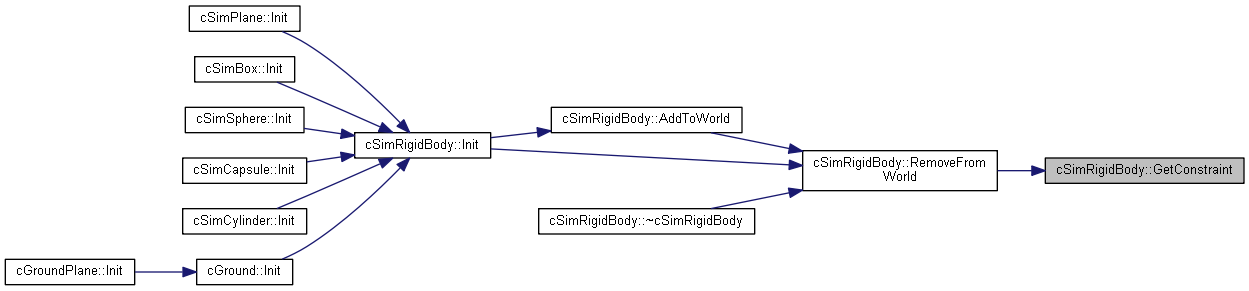 cSimPlane::Init
cSimBox::Init
cSimSphere::Init
cSimCapsule::Init
cSimCylinder::Init
cGroundPlane::Init
cGround::Init
cSimRigidBody::Init
cSimRigidBody::AddToWorld
cSimRigidBody::~cSimRigidBody
cSimRigidBody::RemoveFrom
World
cSimRigidBody::GetConstraint